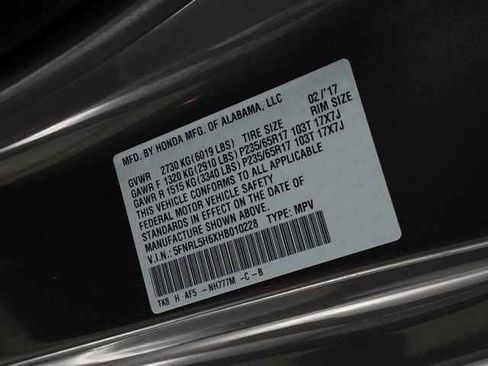 MFD. BY HONDA MFG. OF ALABAMA, LLC 02/'17
GVWR 2730 KG(6019 LBS) TIRE SIZE RIM SIZE
GAWR F 1320 KG(2910 LBS) P235/65R17 103T 17X7J
GAWR R 1515 KG(3340 LBS) P235/65R17 103T 17X7J
THIS VEHICLE CONFORMS TO ALL APPLICABLE
FEDERAL MOTOR VEHICLE SAFETY
STANDARDS IN EFFECT ON THE DATE OF
MANUFACTURE SHOWN ABOVE.
V.I.N.: 5FNRL5H6XHB010228 TYPE: MPV
TK8 H AF5 -NH777M -C -B